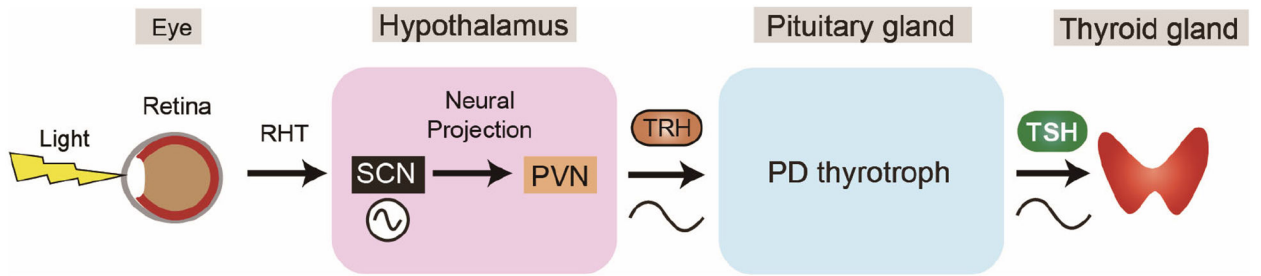 Eye
Hypothalamus
Pituitary gland
Thyroid gland
Retina
Light
RHT
Neural
Projection
SCN
PVN
TRH
PD thyrotroph
TSH